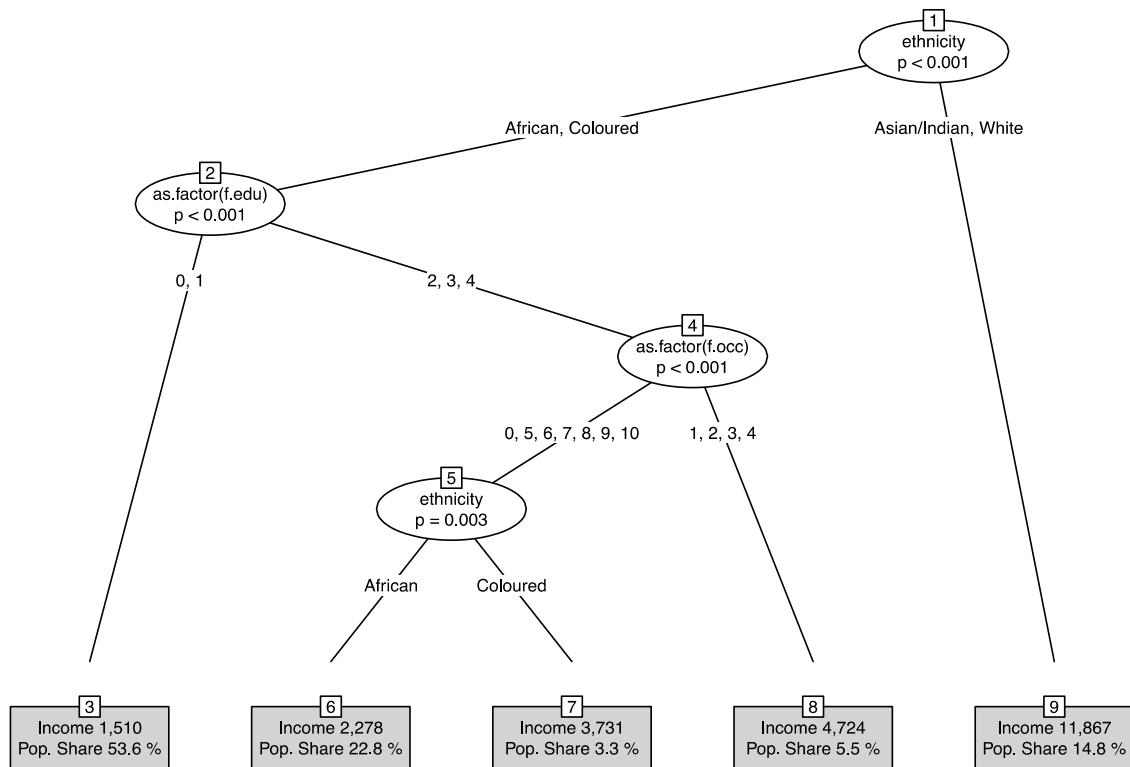 1
ethnicity
p < 0.001
African, Coloured
Asian/Indian, White
2
as.factor(f.edu)
p < 0.001
0, 1
2, 3, 4
4
as.factor(f.occ)
p < 0.001
0, 5, 6, 7, 8, 9, 10
1, 2, 3, 4
5
ethnicity
p = 0.003
African
Coloured
3
Income 1,510
Pop. Share 53.6 %
6
Income 2,278
Pop. Share 22.8 %
7
Income 3,731
Pop. Share 3.3 %
8
Income 4,724
Pop. Share 5.5 %
9
Income 11,867
Pop. Share 14.8 %